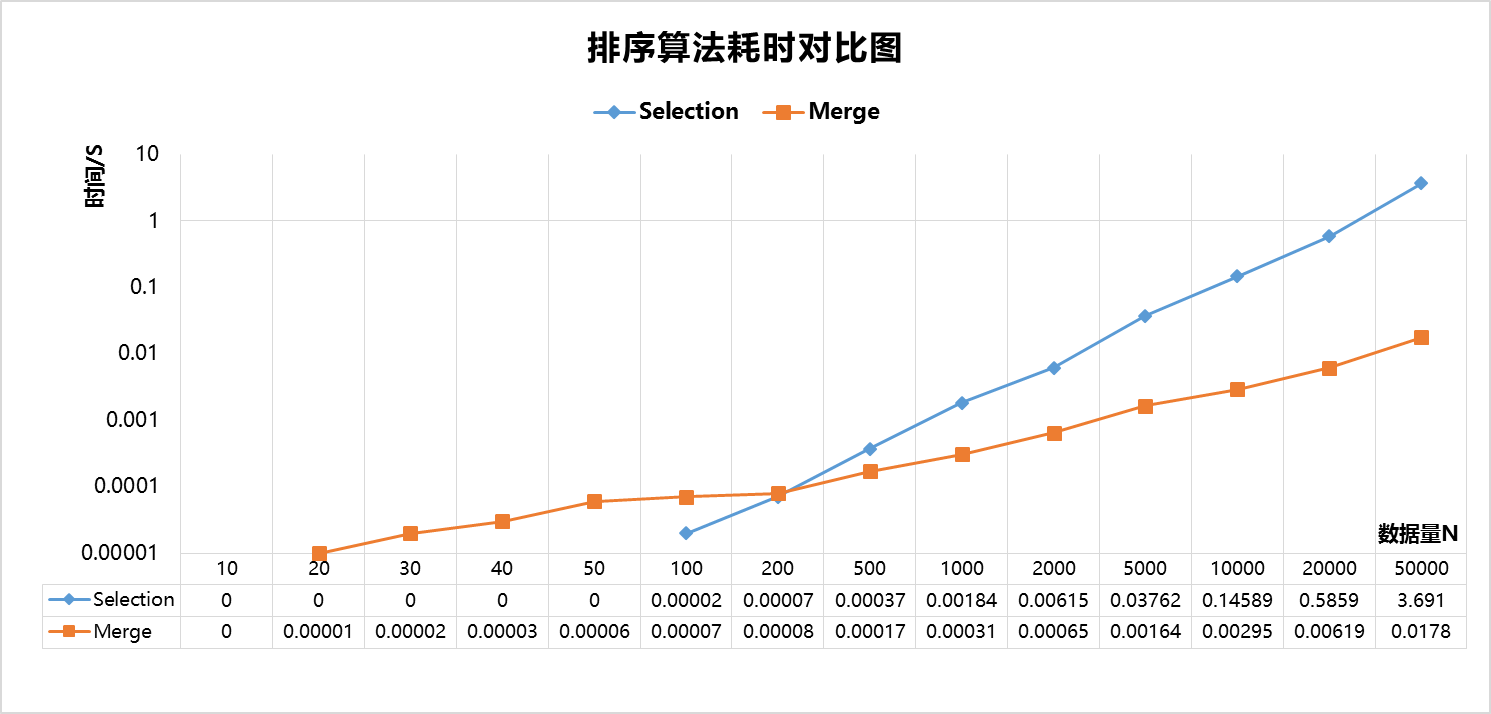 排序算法耗时对比图
Selection Merge
时间/S
10
1
0.1
0.01
0.001
0.0001
0.00001
数据量N
10 20 30 40 50 100 200 500 1000 2000 5000 10000 20000 50000
Selection 0 0 0 0 0 0.00002 0.00007 0.00037 0.00184 0.00615 0.03762 0.14589 0.5859 3.691
Merge 0 0.00001 0.00002 0.00003 0.00006 0.00007 0.00008 0.00017 0.00031 0.00065 0.00164 0.00295 0.00619 0.0178